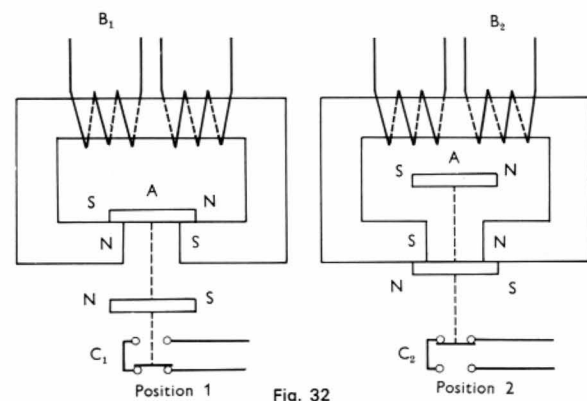 B₁ B₂
S A N
N S
N S
C₁
Position 1
A
S N
S N
N S
C₂
Position 2
Fig. 32